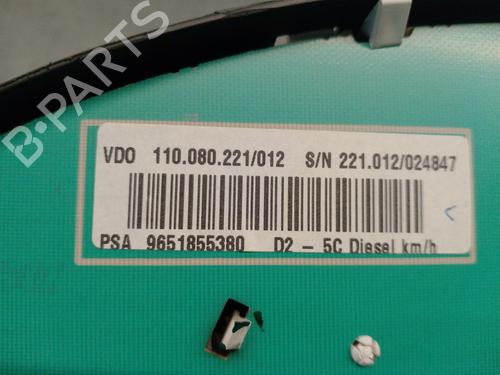 VDO 110.080.221/012 S/N 221.012/024847
PSA 9651855380 D2 - 5C Diesel km/h
B-Parts